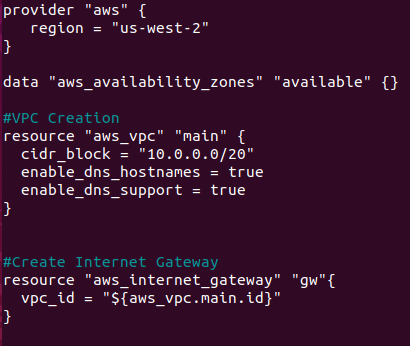 provider "aws" {
   region = "us-west-2"
}

data "aws_availability_zones" "available" {}

#VPC Creation
resource "aws_vpc" "main" {
  cidr_block = "10.0.0.0/20"
  enable_dns_hostnames = true
  enable_dns_support = true
}


#Create Internet Gateway
resource "aws_internet_gateway" "gw"{
  vpc_id = "${aws_vpc.main.id}"
}